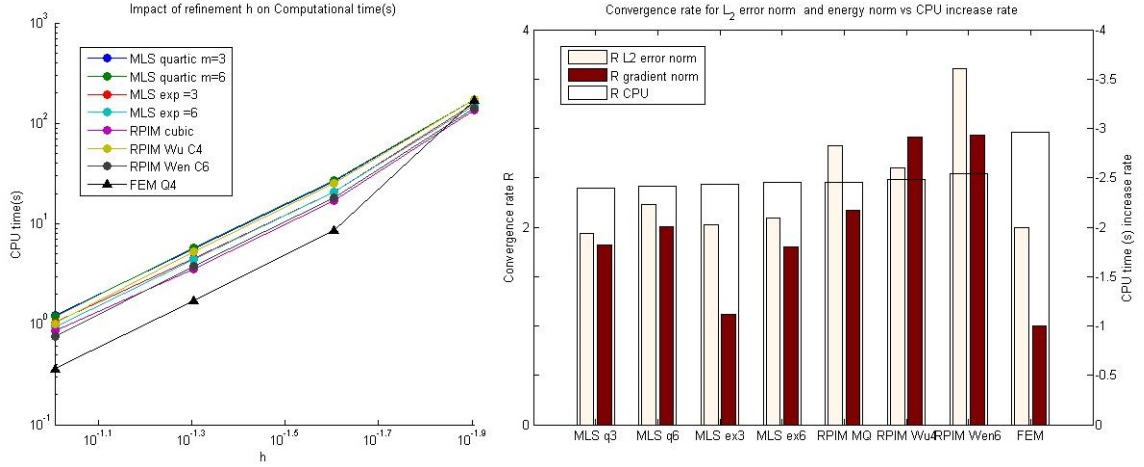 Impact of refinement h on Computational time(s)
10^3
10^2
10^1
10^0
10^-1
CPU time(s)
MLS quartic m=3
MLS quartic m=6
MLS exp =3
MLS exp =6
RPIM cubic
RPIM Wu C4
RPIM Wen C6
FEM Q4
10^-1.1
10^-1.3
10^-1.5
10^-1.7
10^-1.9
h
Convergence rate for L_2 error norm and energy norm vs CPU increase rate
4
2
0
Convergence rate R
R L2 error norm
R gradient norm
R CPU
-4
-3.5
-3
-2.5
-2
-1.5
-1
-0.5
0
CPU time (s) increase rate
MLS q3
MLS q6
MLS ex3
MLS ex6
RPIM MQ
RPIM Wu4
RPIM Wen6
FEM